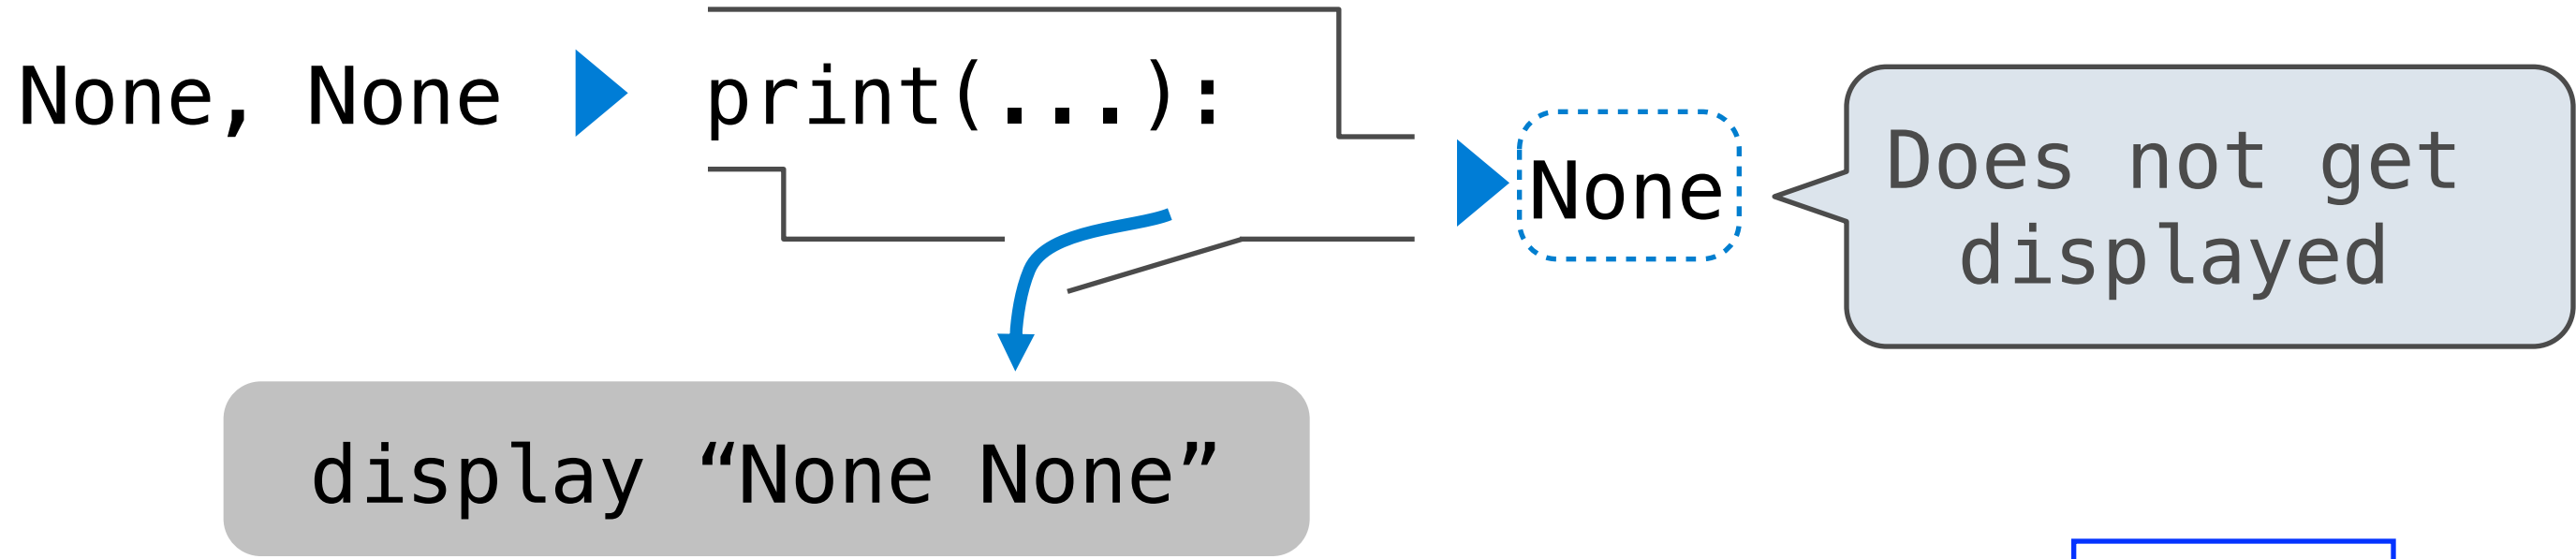 None, None
print(...):
None
Does not get
displayed
display “None None”